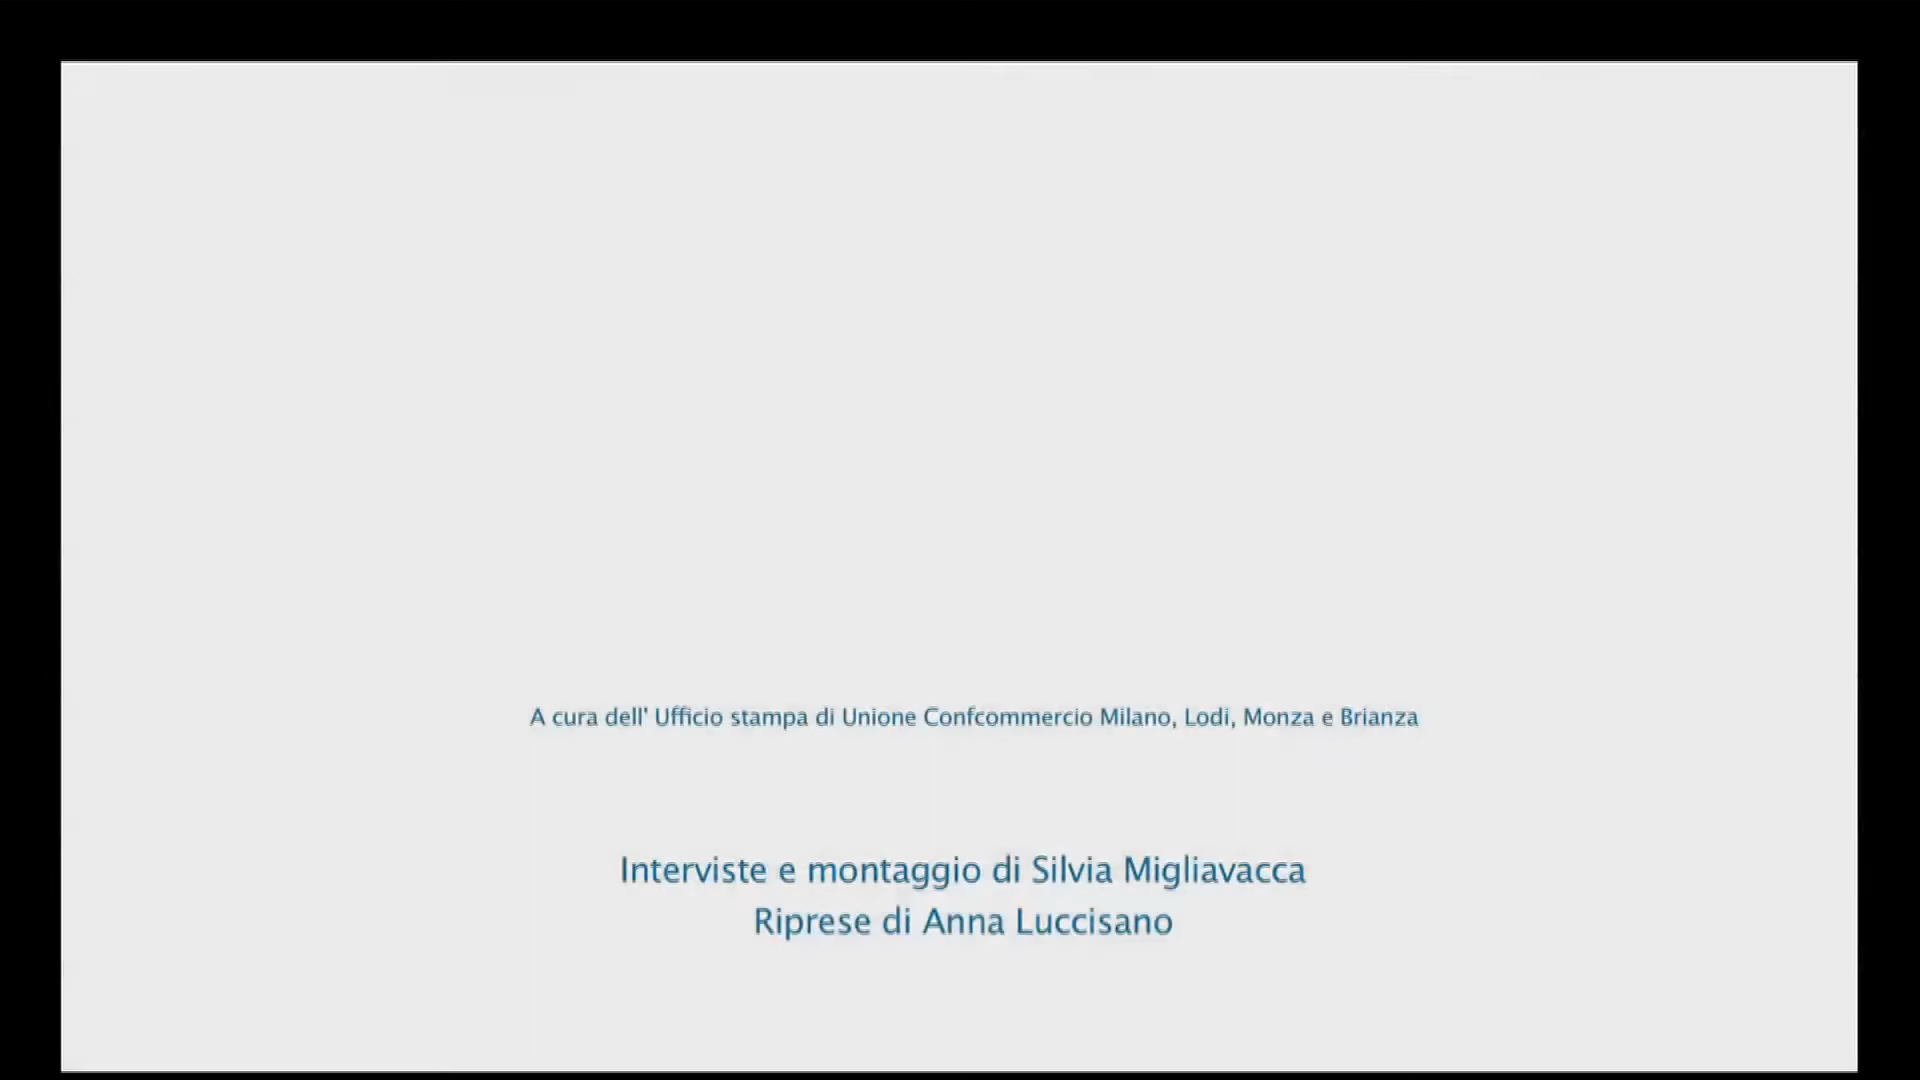 A cura dell' Ufficio stampa di Unione Confcommercio Milano, Lodi, Monza e Brianza
Interviste e montaggio di Silvia Migliavacca
Riprese di Anna Luccisano